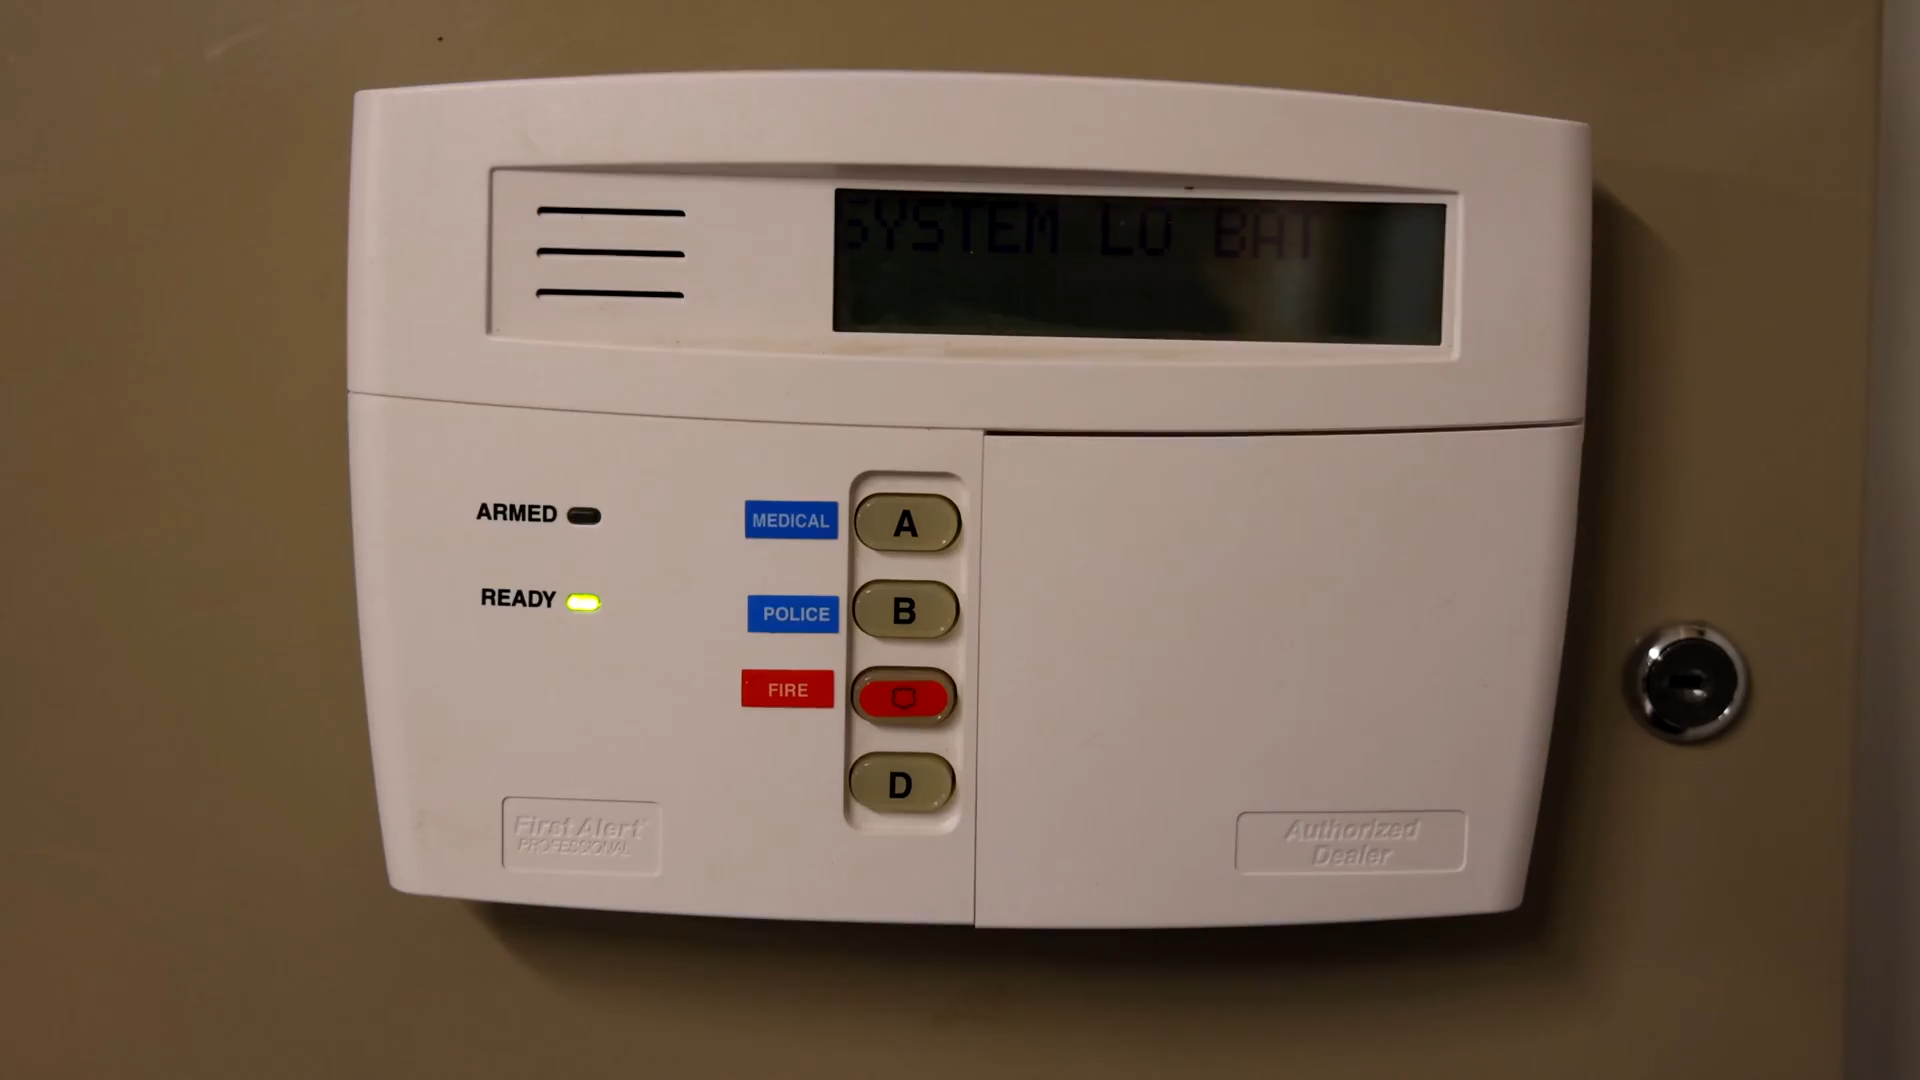 SYSTEM LO BAT
ARMED
READY
MEDICAL
A
POLICE
B
FIRE
D
First Alert
PROFESSIONAL
Authorized
Dealer